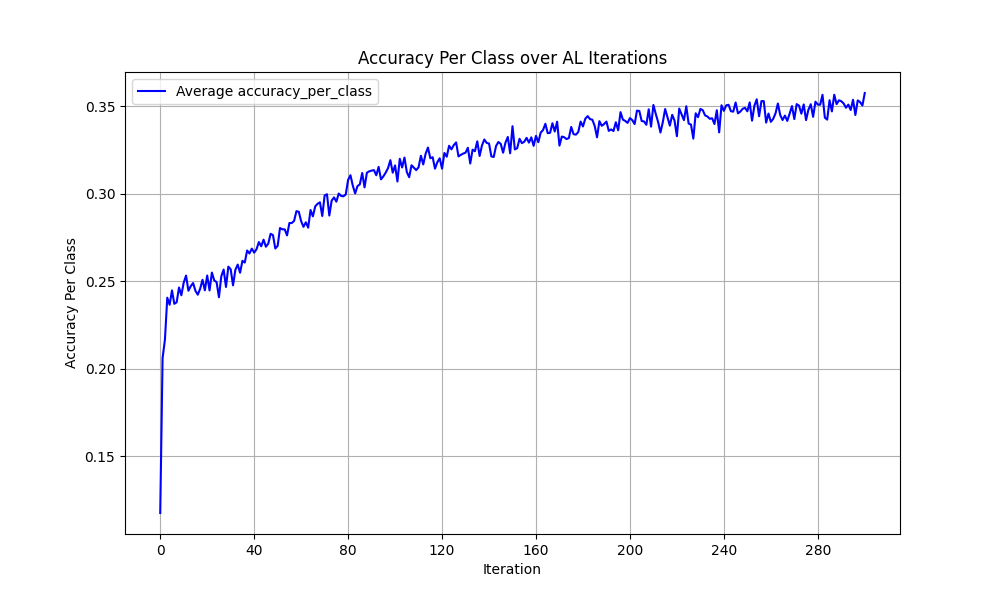 Accuracy Per Class over AL Iterations
Average accuracy_per_class
Accuracy Per Class
0.35
0.30
0.25
0.20
0.15
0 40 80 120 160 200 240 280
Iteration